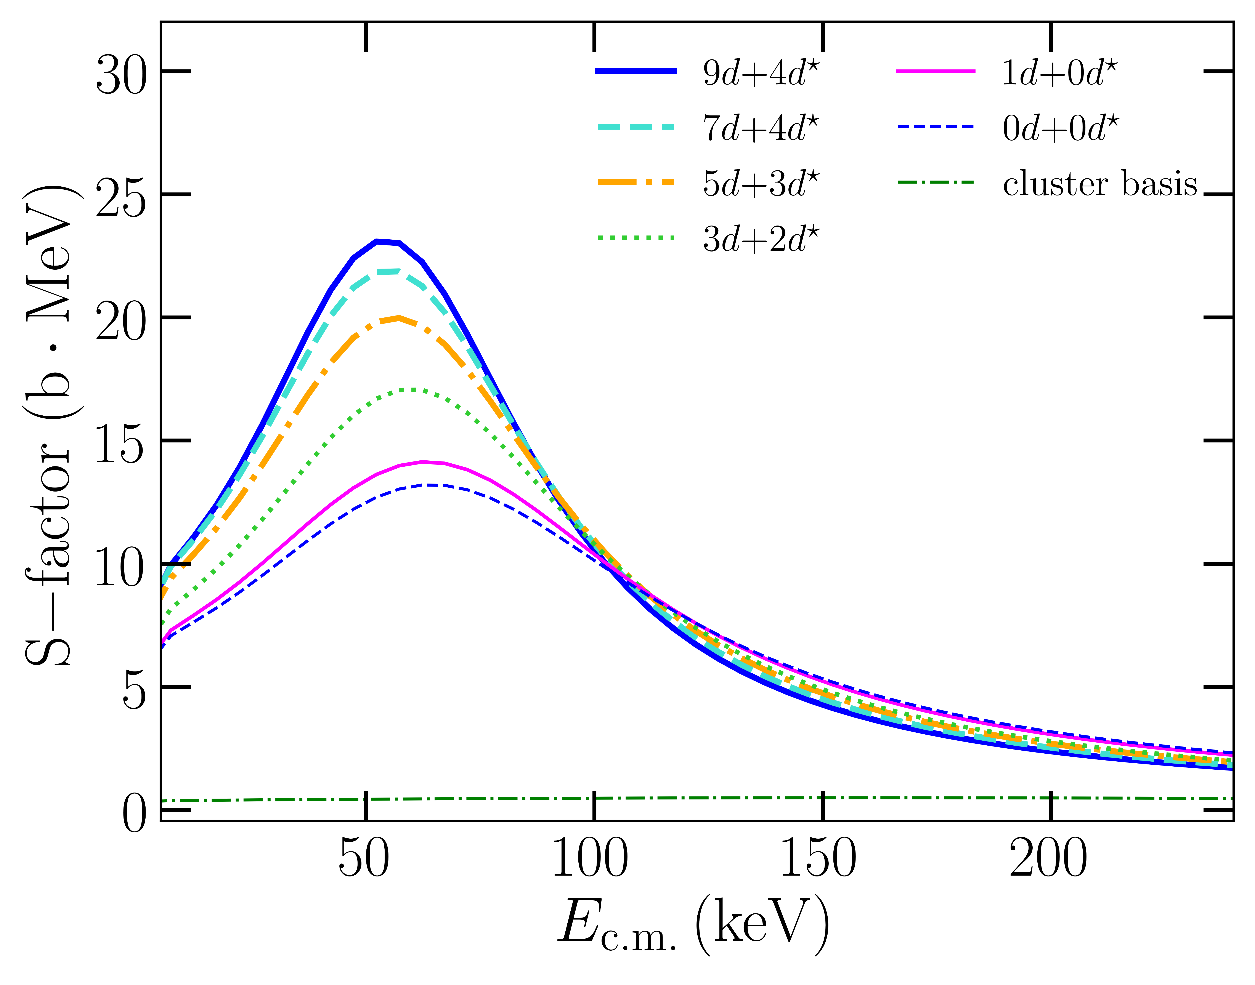 S−factor (b · MeV)
30
25
20
15
10
5
0
9d+4d⋆
7d+4d⋆
5d+3d⋆
3d+2d⋆
1d+0d⋆
0d+0d⋆
cluster basis
50 100 150 200
E_c.m. (keV)